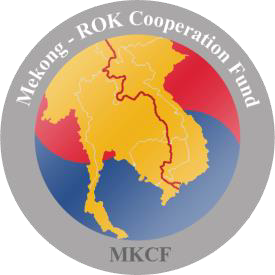 Mekong - ROK Cooperation Fund
MKCF